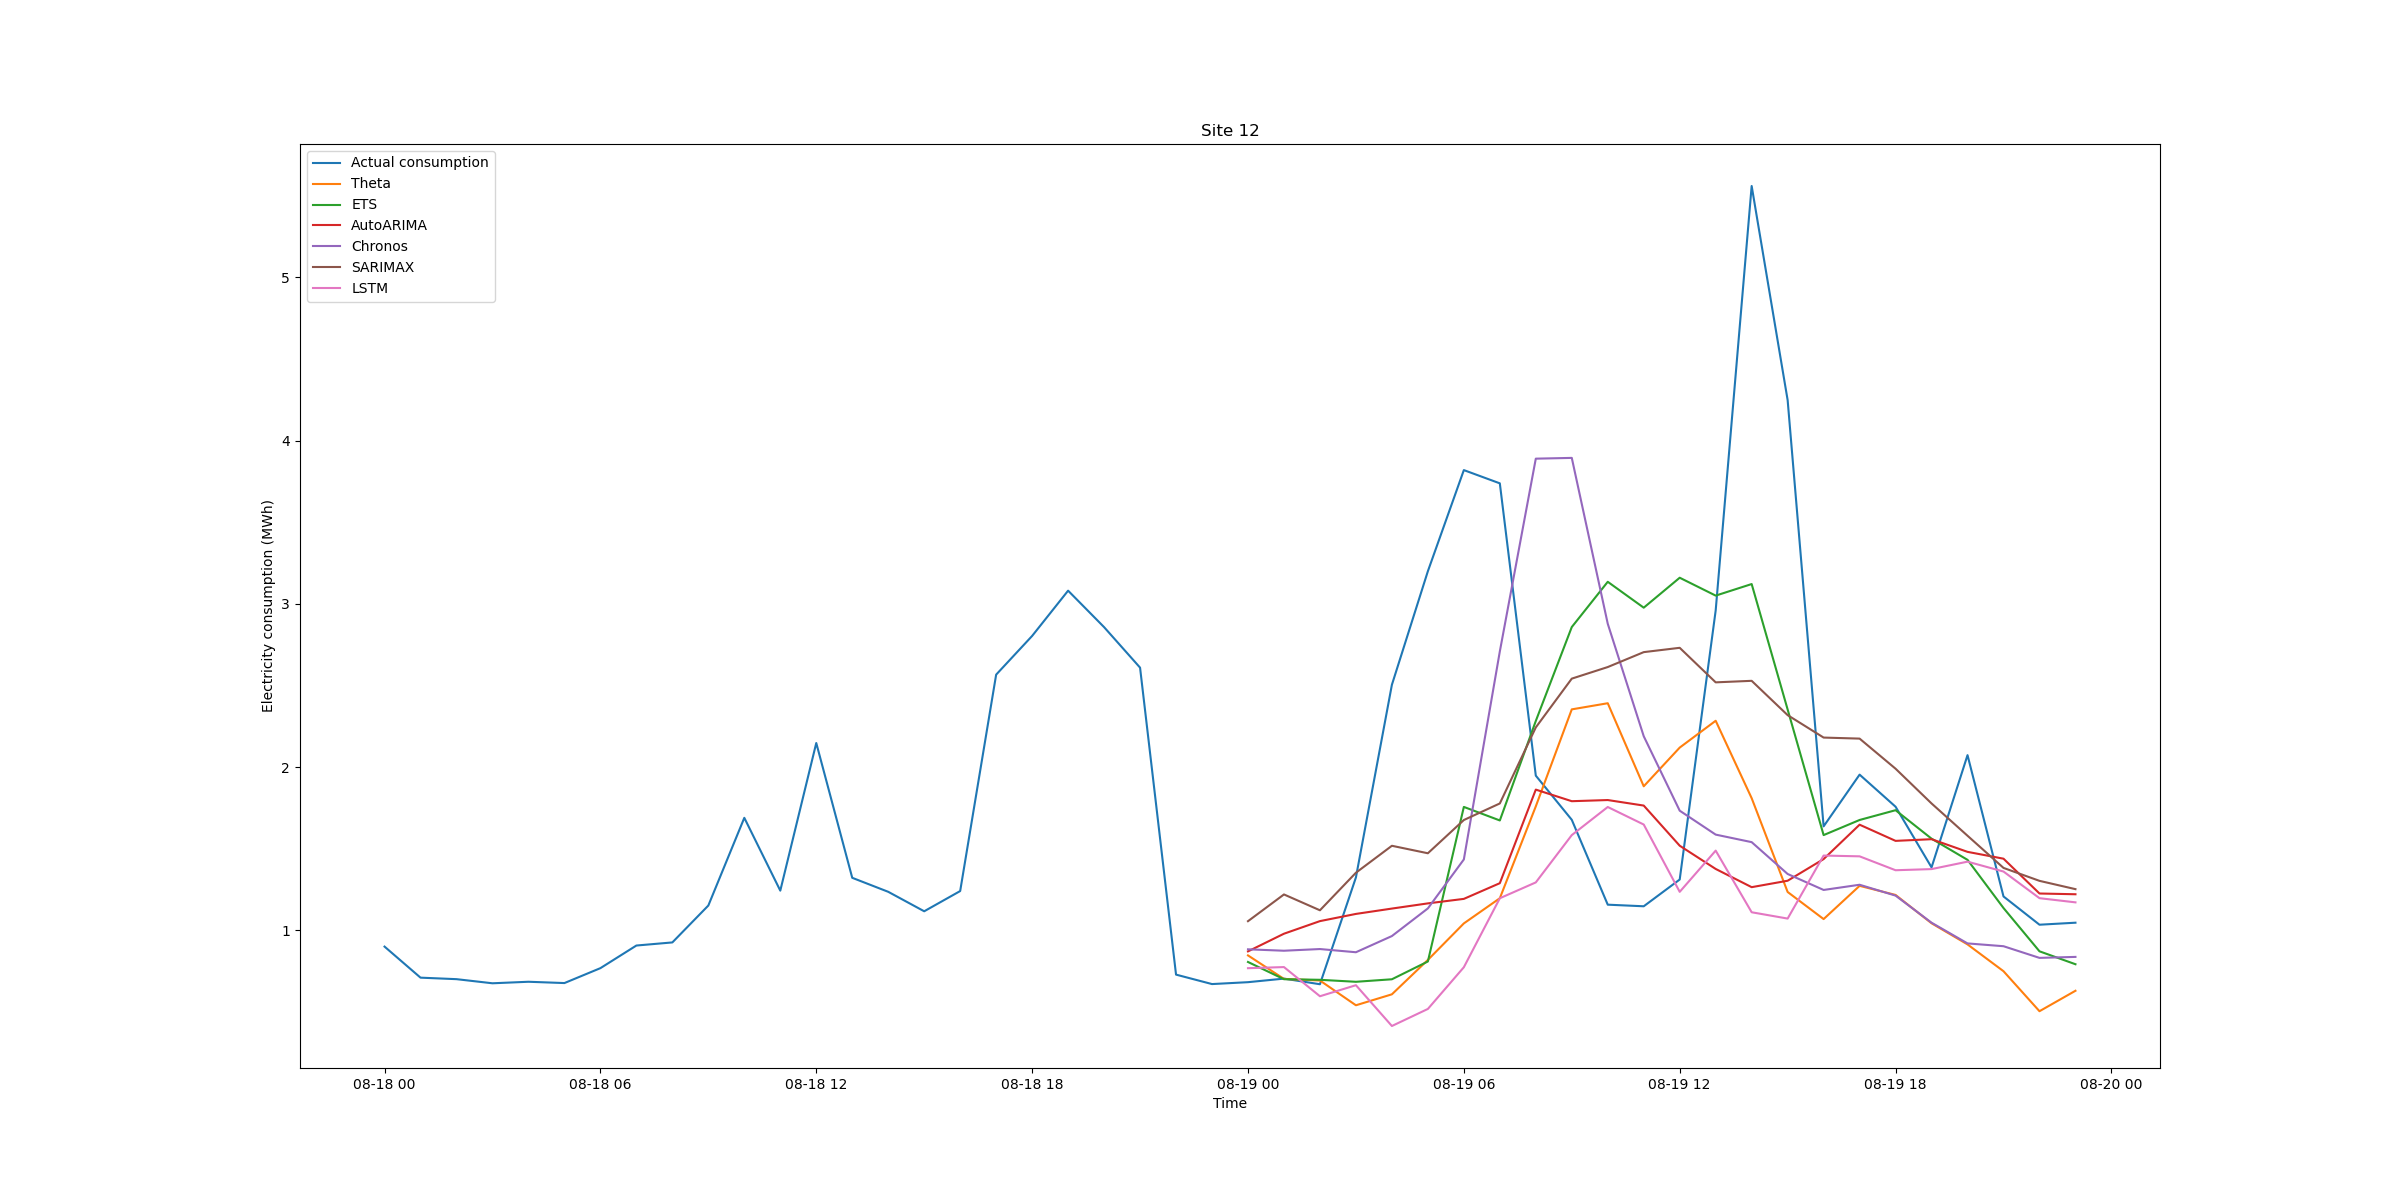 Site 12
Actual consumption
Theta
ETS
AutoARIMA
Chronos
SARIMAX
LSTM
Electricity consumption (MWh)
5
4
3
2
1
08-18 00
08-18 06
08-18 12
08-18 18
08-19 00
08-19 06
08-19 12
08-19 18
08-20 00
Time